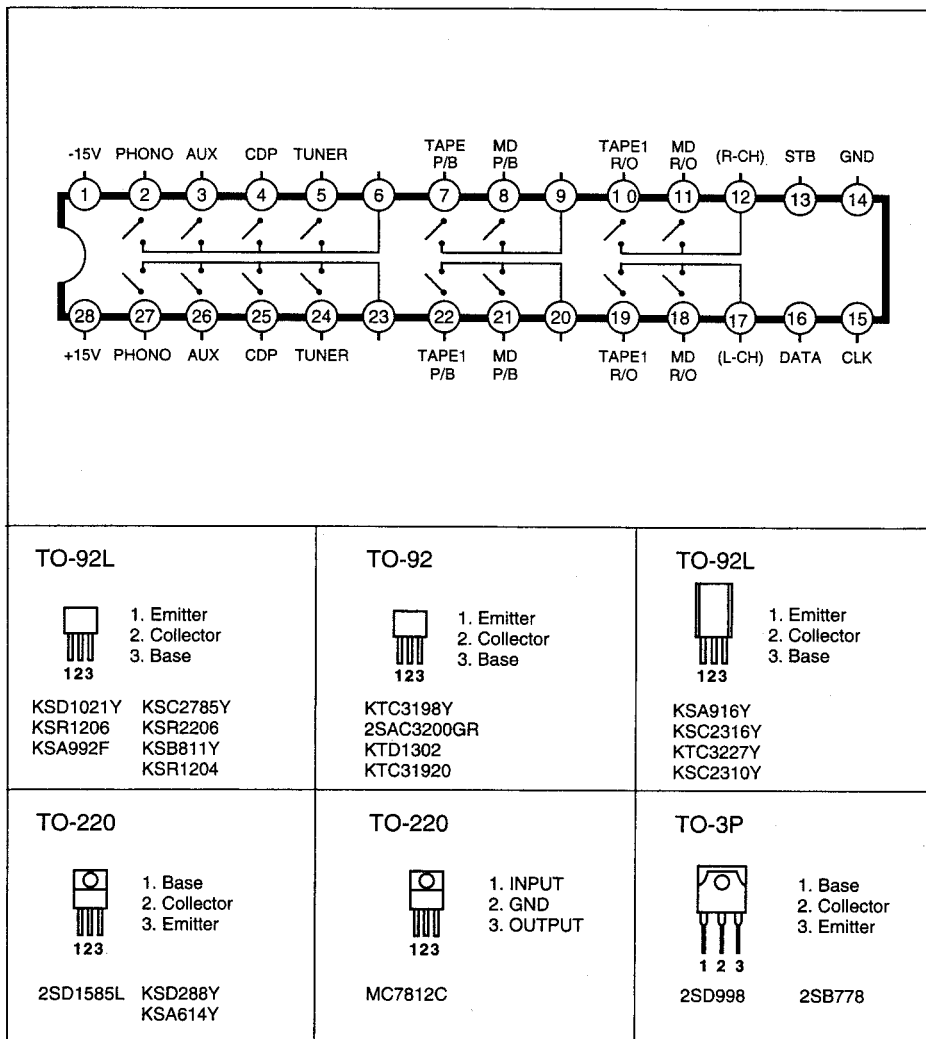 -15V PHONO AUX CDP TUNER TAPE P/B MD P/B TAPE1 R/O MD R/O (R-CH) STB GND
1 2 3 4 5 6 7 8 9 1 0 11 12 13 14
28 27 26 25 24 23 22 21 20 19 18 17 16 15
+15V PHONO AUX CDP TUNER TAPE1 P/B MD P/B TAPE1 R/O MD R/O (L-CH) DATA CLK
TO-92L
1. Emitter
2. Collector
3. Base
123
KSD1021Y KSC2785Y
KSR1206 KSR2206
KSA992F KSB811Y
KSR1204
TO-92
1. Emitter
2. Collector
3. Base
123
KTC3198Y
2SAC3200GR
KTD1302
KTC31920
TO-92L
1. Emitter
2. Collector
3. Base
123
KSA916Y
KSC2316Y
KTC3227Y
KSC2310Y
TO-220
1. Base
2. Collector
3. Emitter
123
2SD1585L KSD288Y
KSA614Y
TO-220
1. INPUT
2. GND
3. OUTPUT
123
MC7812C
TO-3P
1. Base
2. Collector
3. Emitter
1 2 3
2SD998 2SB778